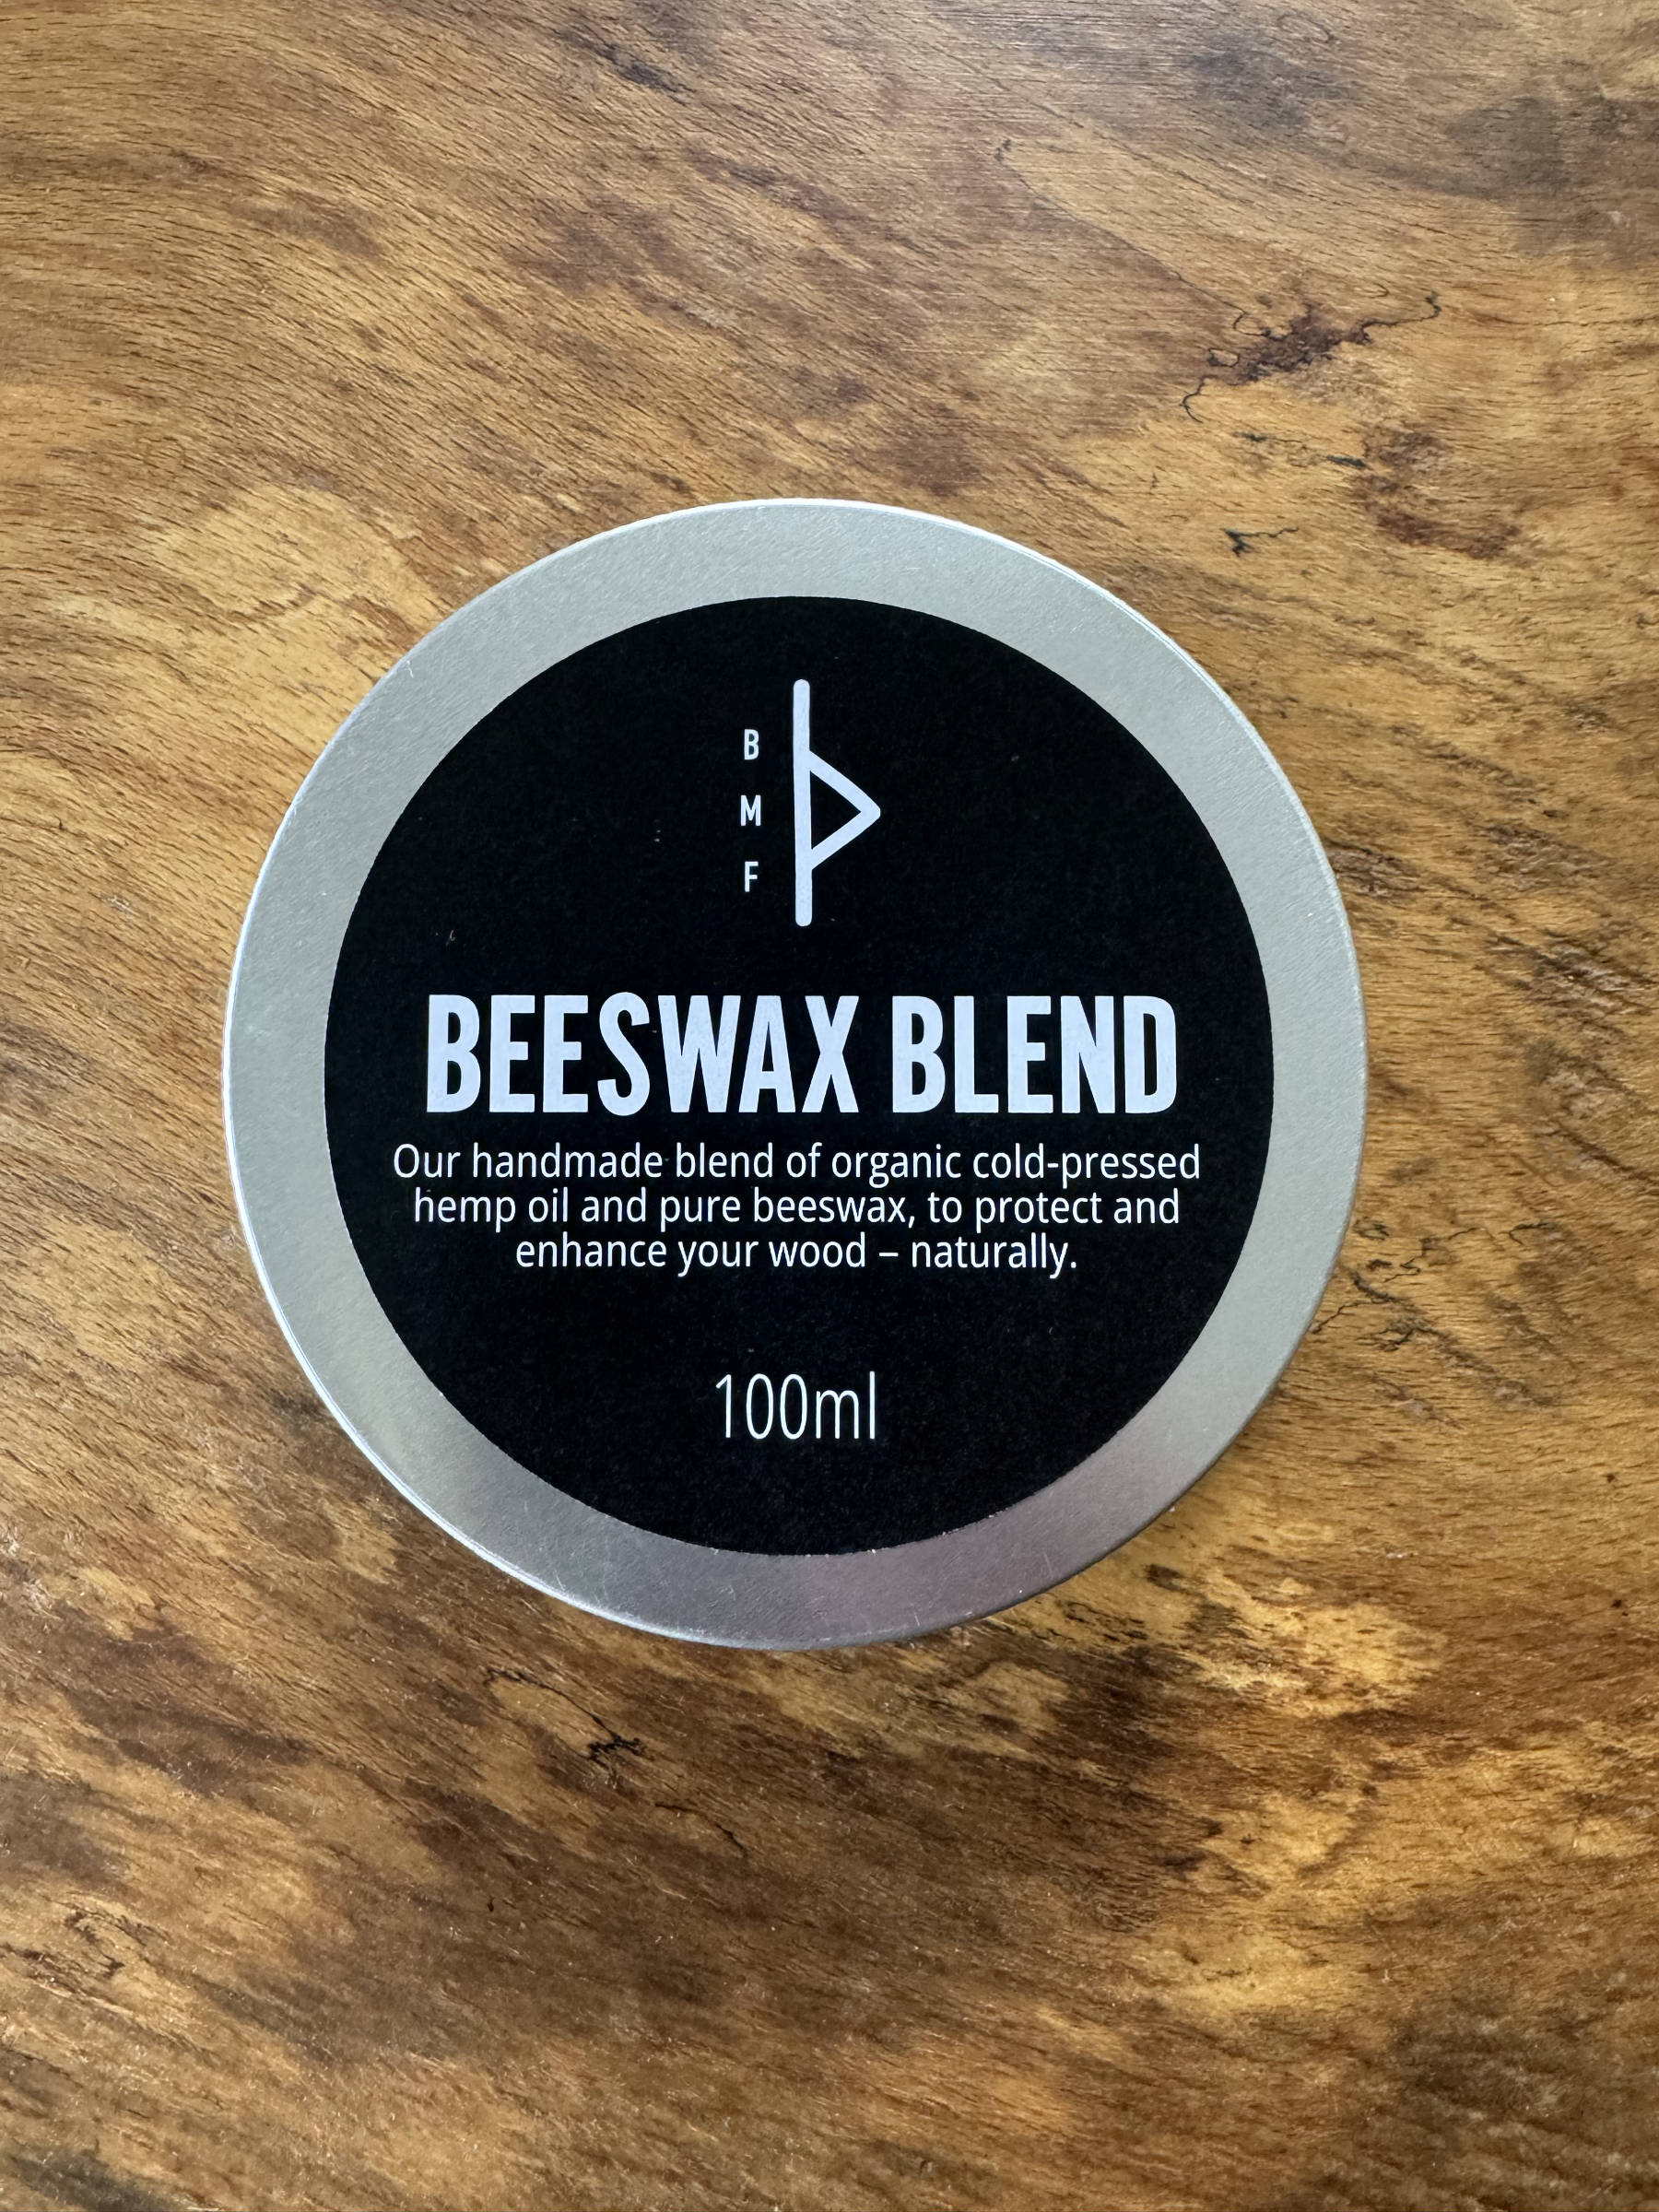 B
M
F
BEESWAX BLEND
Our handmade blend of organic cold-pressed
hemp oil and pure beeswax, to protect and
enhance your wood – naturally.
100ml